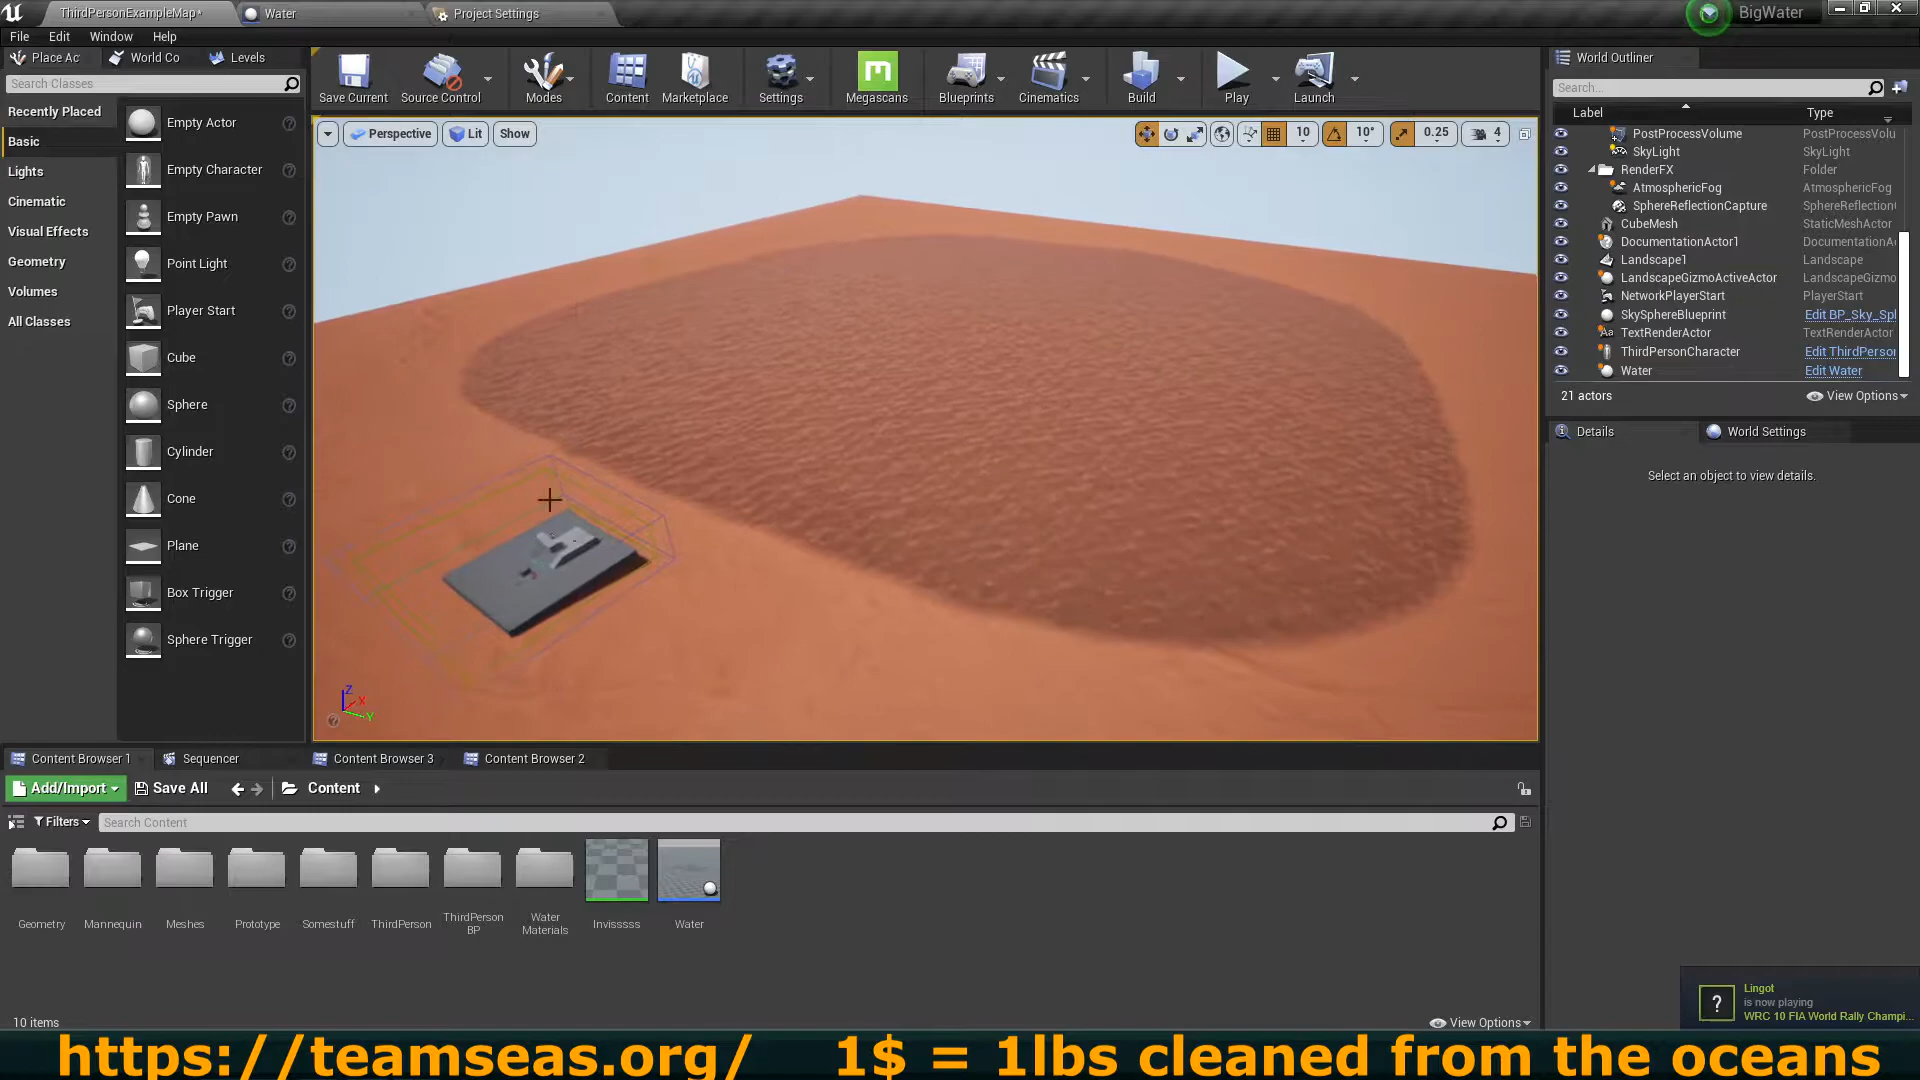 ThirdPersonExampleMap*
Water
Project Settings
BigWater
File Edit Window Help
Place Ac
World Co
Levels
Search Classes
Recently Placed
Basic
Lights
Cinematic
Visual Effects
Geometry
Volumes
All Classes
Empty Actor
Empty Character
Empty Pawn
Point Light
Player Start
Cube
Sphere
Cylinder
Cone
Plane
Box Trigger
Sphere Trigger
Save Current
Source Control
Modes
Content
Marketplace
Settings
Megascans
Blueprints
Cinematics
Build
Play
Launch
Perspective
Lit
Show
10
10°
0.25
4
Z
X
Y
World Outliner
Search...
Label Type
PostProcessVolume PostProcessVolu
SkyLight SkyLight
RenderFX Folder
AtmosphericFog AtmosphericFog
SphereReflectionCapture SphereReflection
CubeMesh StaticMeshActor
DocumentationActor1 DocumentationA
Landscape1 Landscape
LandscapeGizmoActiveActor LandscapeGizmo
NetworkPlayerStart PlayerStart
SkySphereBlueprint Edit BP_Sky_Sp
TextRenderActor TextRenderActor
ThirdPersonCharacter Edit ThirdPerso
Water Edit Water
21 actors
View Options
Details
World Settings
Select an object to view details.
Content Browser 1
Sequencer
Content Browser 3
Content Browser 2
Add/Import
Save All
Content
Filters
Search Content
Geometry
Mannequin
Meshes
Prototype
Somestuff
ThirdPerson
ThirdPerson
BP
Water
Materials
Invisssss
Water
10 items
View Options
Lingot
is now playing
WRC 10 FIA World Rally Champi...
https://teamseas.org/ 1$ = 1lbs cleaned from the oceans